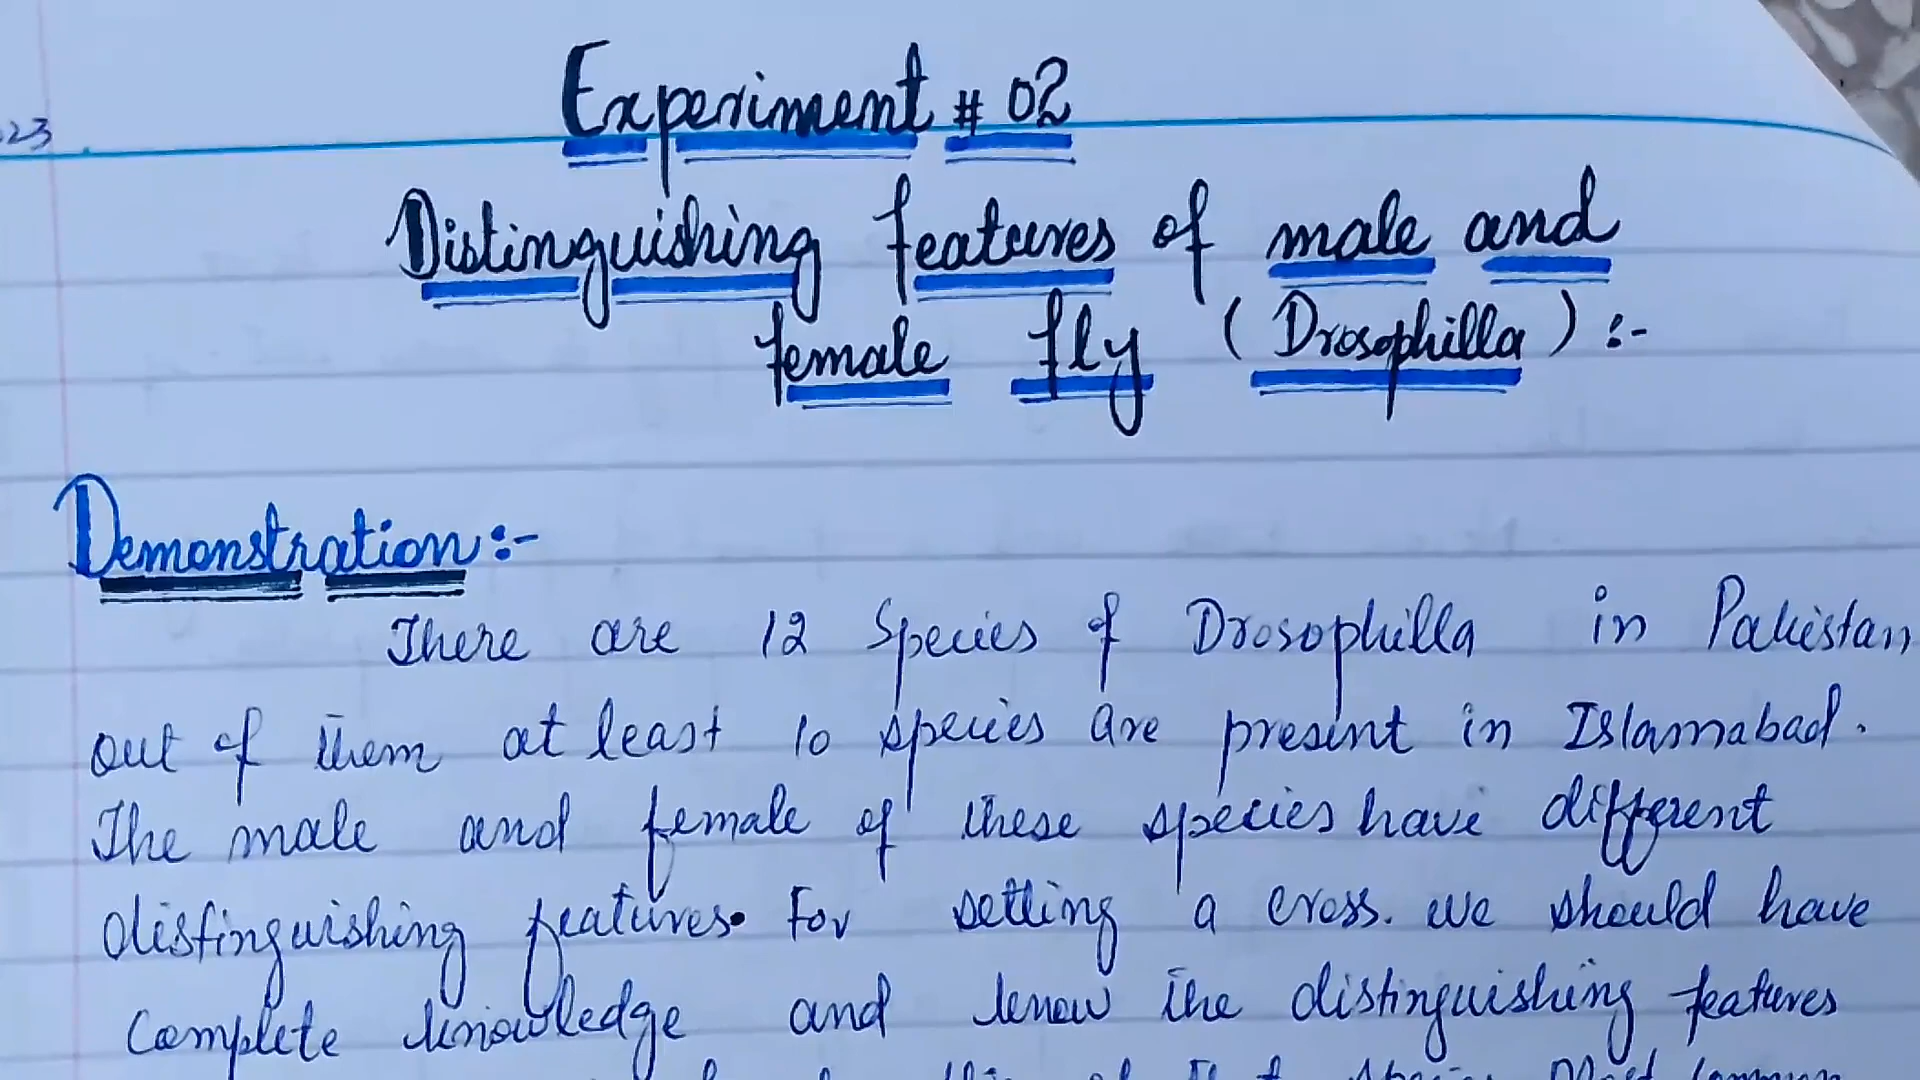 Experiment # 02
23
Distinguishing features of male and
female fly (Drosophilla) :-
Demonstration:-
There are 12 Species of Drosophilla in Pakistan,
out of them at least 10 species are present in Islamabad.
The male and female of these species have different
distinguishing features. For setting a cross. we should have
Complete knowledge and know the distinguishing features